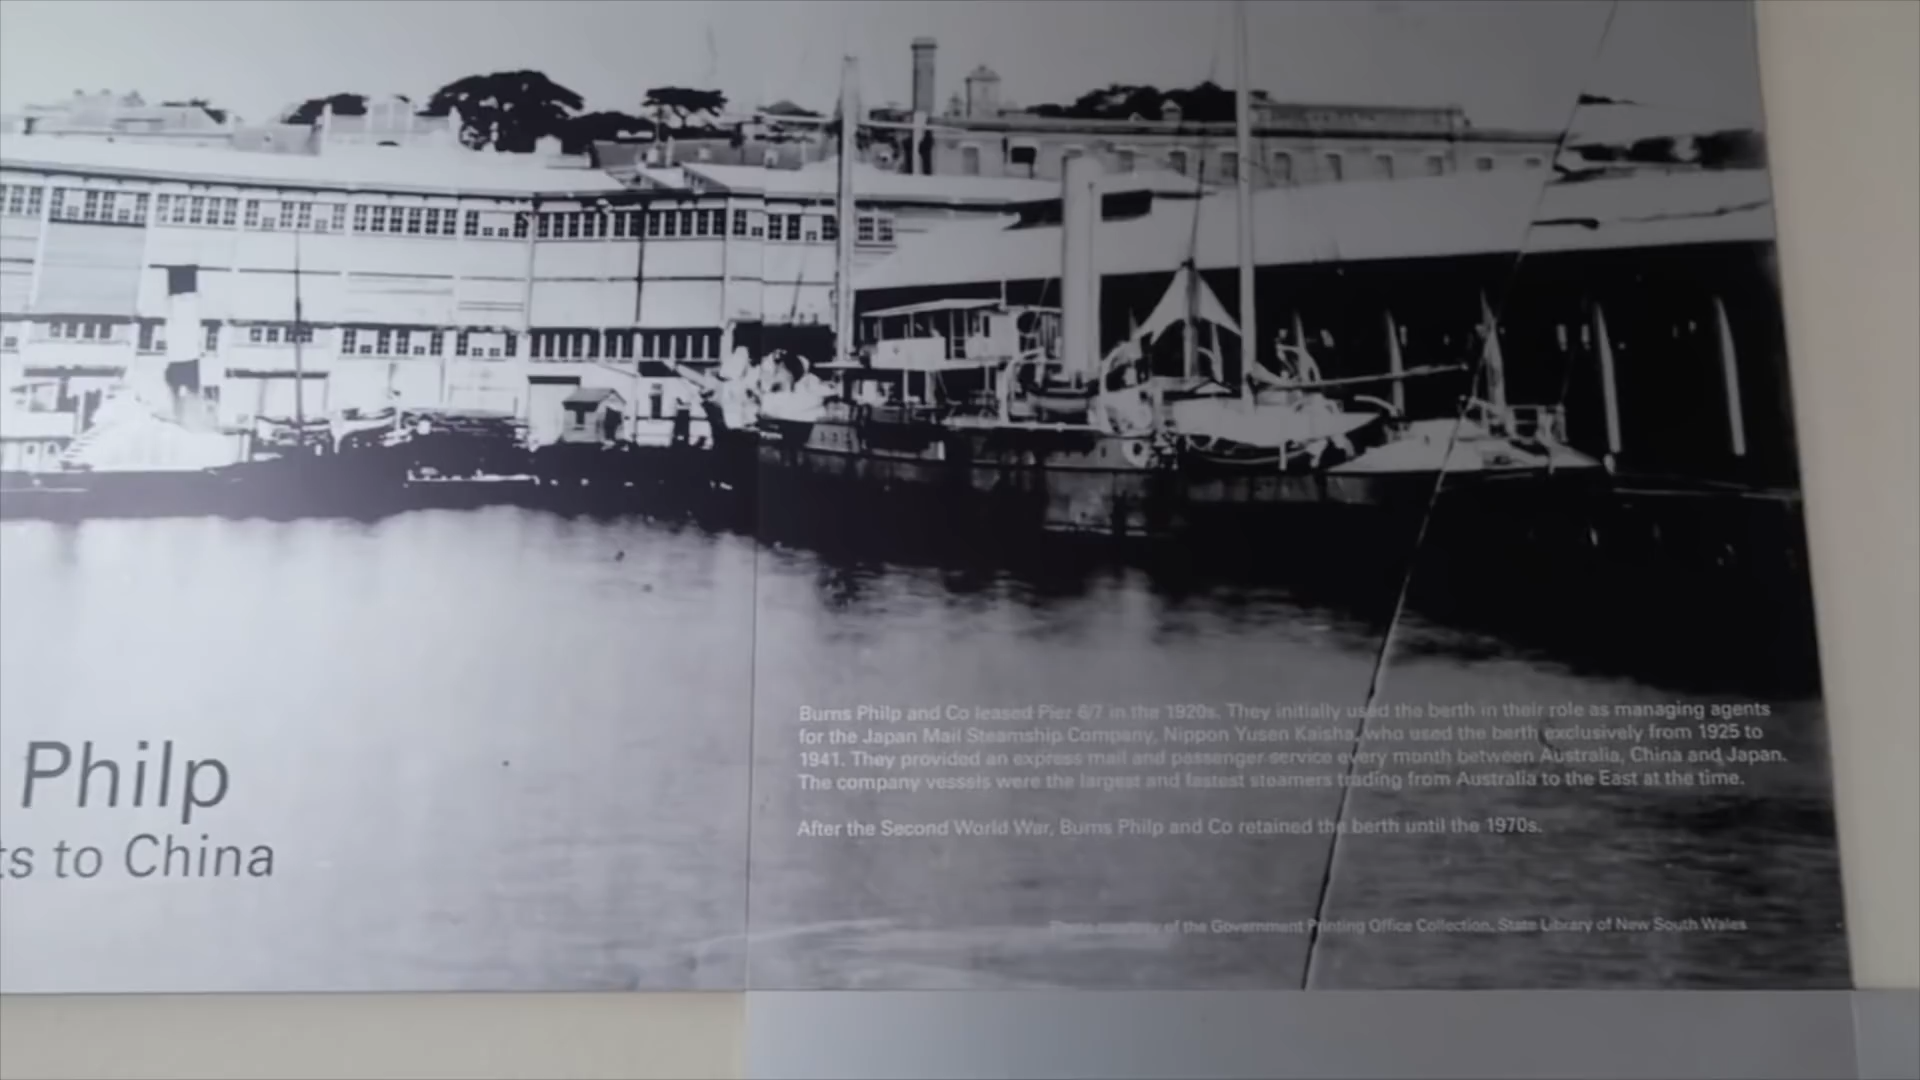 Philp
ts to China
Burns Philp and Co leased Pier 6/7 in the 1920s. They initially used the berth in their role as managing agents
for the Japan Mail Steamship Company, Nippon Yusen Kaisha, who used the berth exclusively from 1925 to
1941. They provided an express mail and passenger service every month between Australia, China and Japan.
The company vessels were the largest and fastest steamers trading from Australia to the East at the time.
After the Second World War, Burns Philp and Co retained the berth until the 1970s.
of the Government Printing Office Collection, State Library of New South Wales